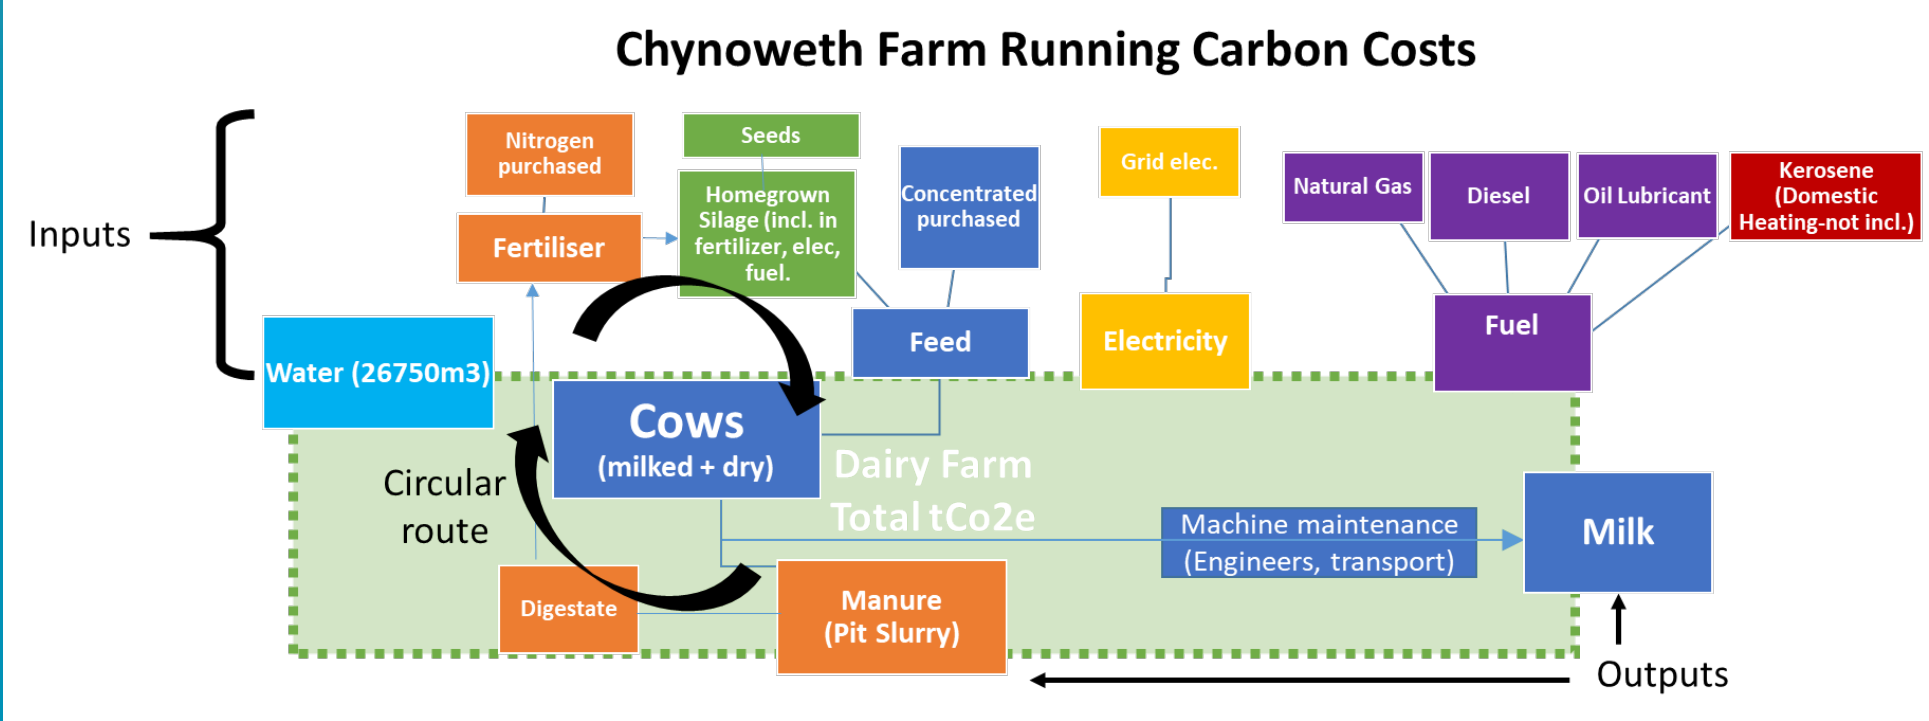 Chynoweth Farm Running Carbon Costs
Inputs
Nitrogen
purchased
Seeds
Homegrown
Silage (incl. in
fertilizer, elec,
fuel.
Concentrated
purchased
Grid elec.
Natural Gas
Diesel
Oil Lubricant
Kerosene
(Domestic
Heating-not incl.)
Fertiliser
Water (26750m3)
Feed
Electricity
Fuel
Cows
(milked + dry)
Circular
route
Dairy Farm
Total tCo2e
Machine maintenance
(Engineers, transport)
Milk
Digestate
Manure
(Pit Slurry)
Outputs